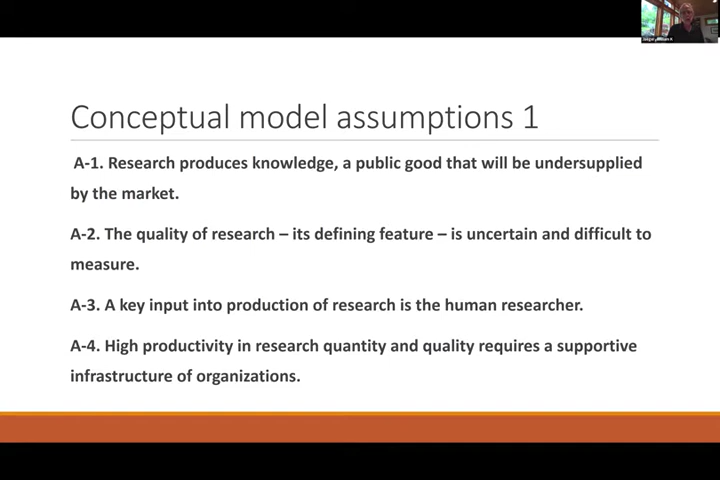 Conceptual model assumptions 1
A-1. Research produces knowledge, a public good that will be undersupplied
by the market.
A-2. The quality of research – its defining feature – is uncertain and difficult to
measure.
A-3. A key input into production of research is the human researcher.
A-4. High productivity in research quantity and quality requires a supportive
infrastructure of organizations.